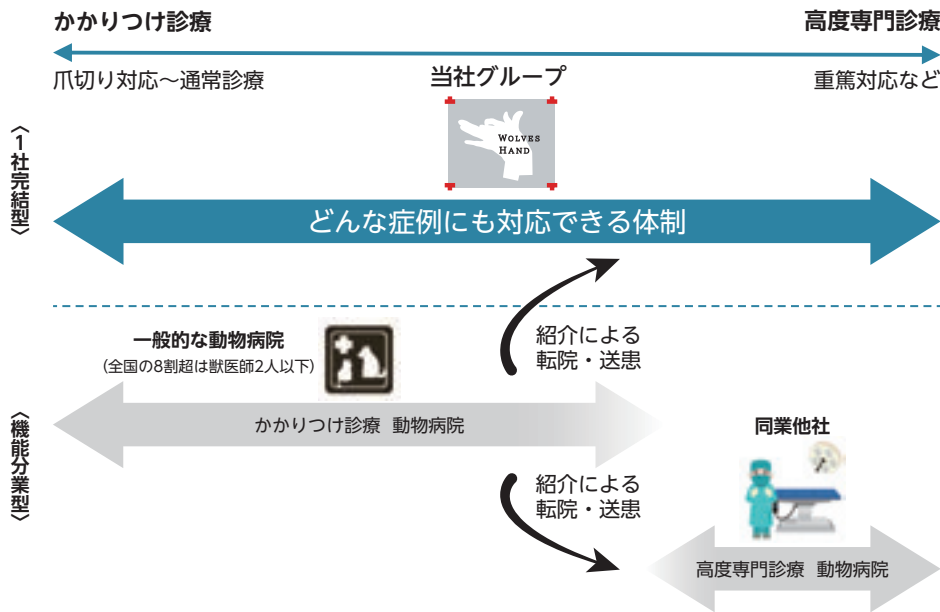 かかりつけ診療
高度専門診療
爪切り対応～通常診療
当社グループ
重篤対応など
WOLVES
HAND
〈1社完結型〉
どんな症例にも対応できる体制
一般的な動物病院
(全国の8割超は獣医師2人以下)
紹介による
転院・送患
〈機能分業型〉
かかりつけ診療 動物病院
同業他社
紹介による
転院・送患
高度専門診療 動物病院